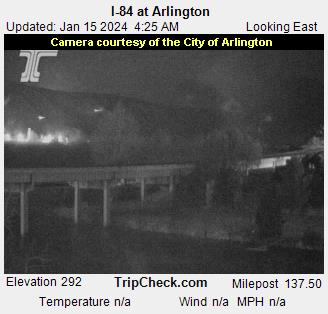 I-84 at Arlington
Updated: Jan 15 2024 4:25 AM Looking East
Camera courtesy of the City of Arlington
Elevation 292 TripCheck.com Milepost 137.50
Temperature n/a Wind n/a MPH n/a